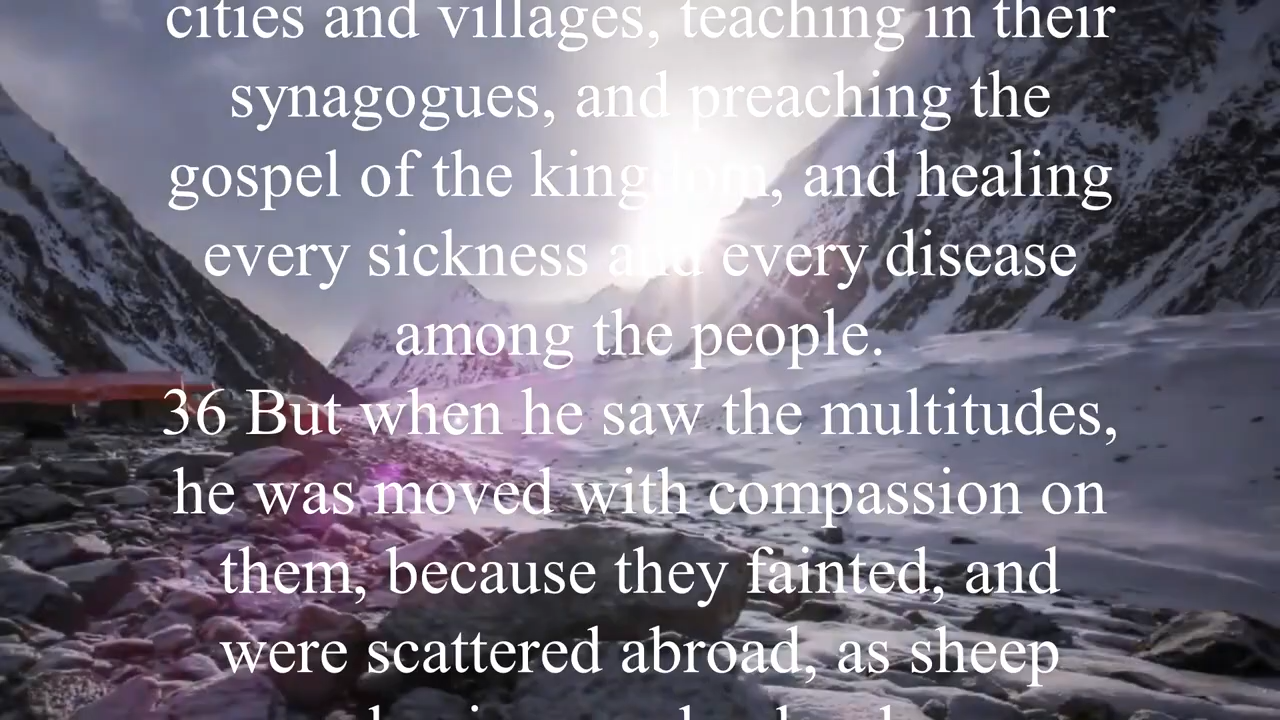 cities and villages, teaching in their
synagogues, and preaching the
gospel of the kingdom, and healing
every sickness and every disease
among the people.
36 But when he saw the multitudes,
he was moved with compassion on
them, because they fainted, and
were scattered abroad, as sheep